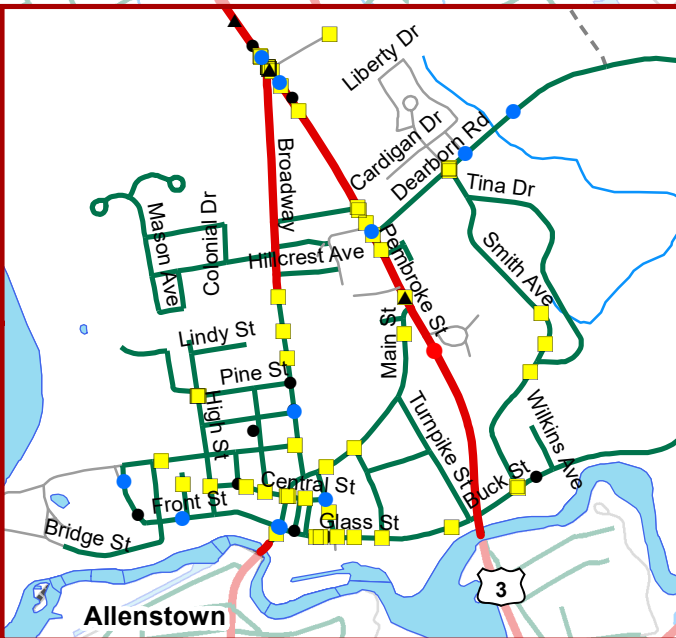 Liberty Dr
Cardigan Dr
Dearborn Rd
Broadway
Tina Dr
Mason Ave
Colonial Dr
Hillcrest Ave
Pembroke St
Smith Ave
Lindy St
Main St
Pine St
High St
Turnpike St
Wilkins Ave
Central St
Buck St
Front St
Glass St
Bridge St
3
Allenstown